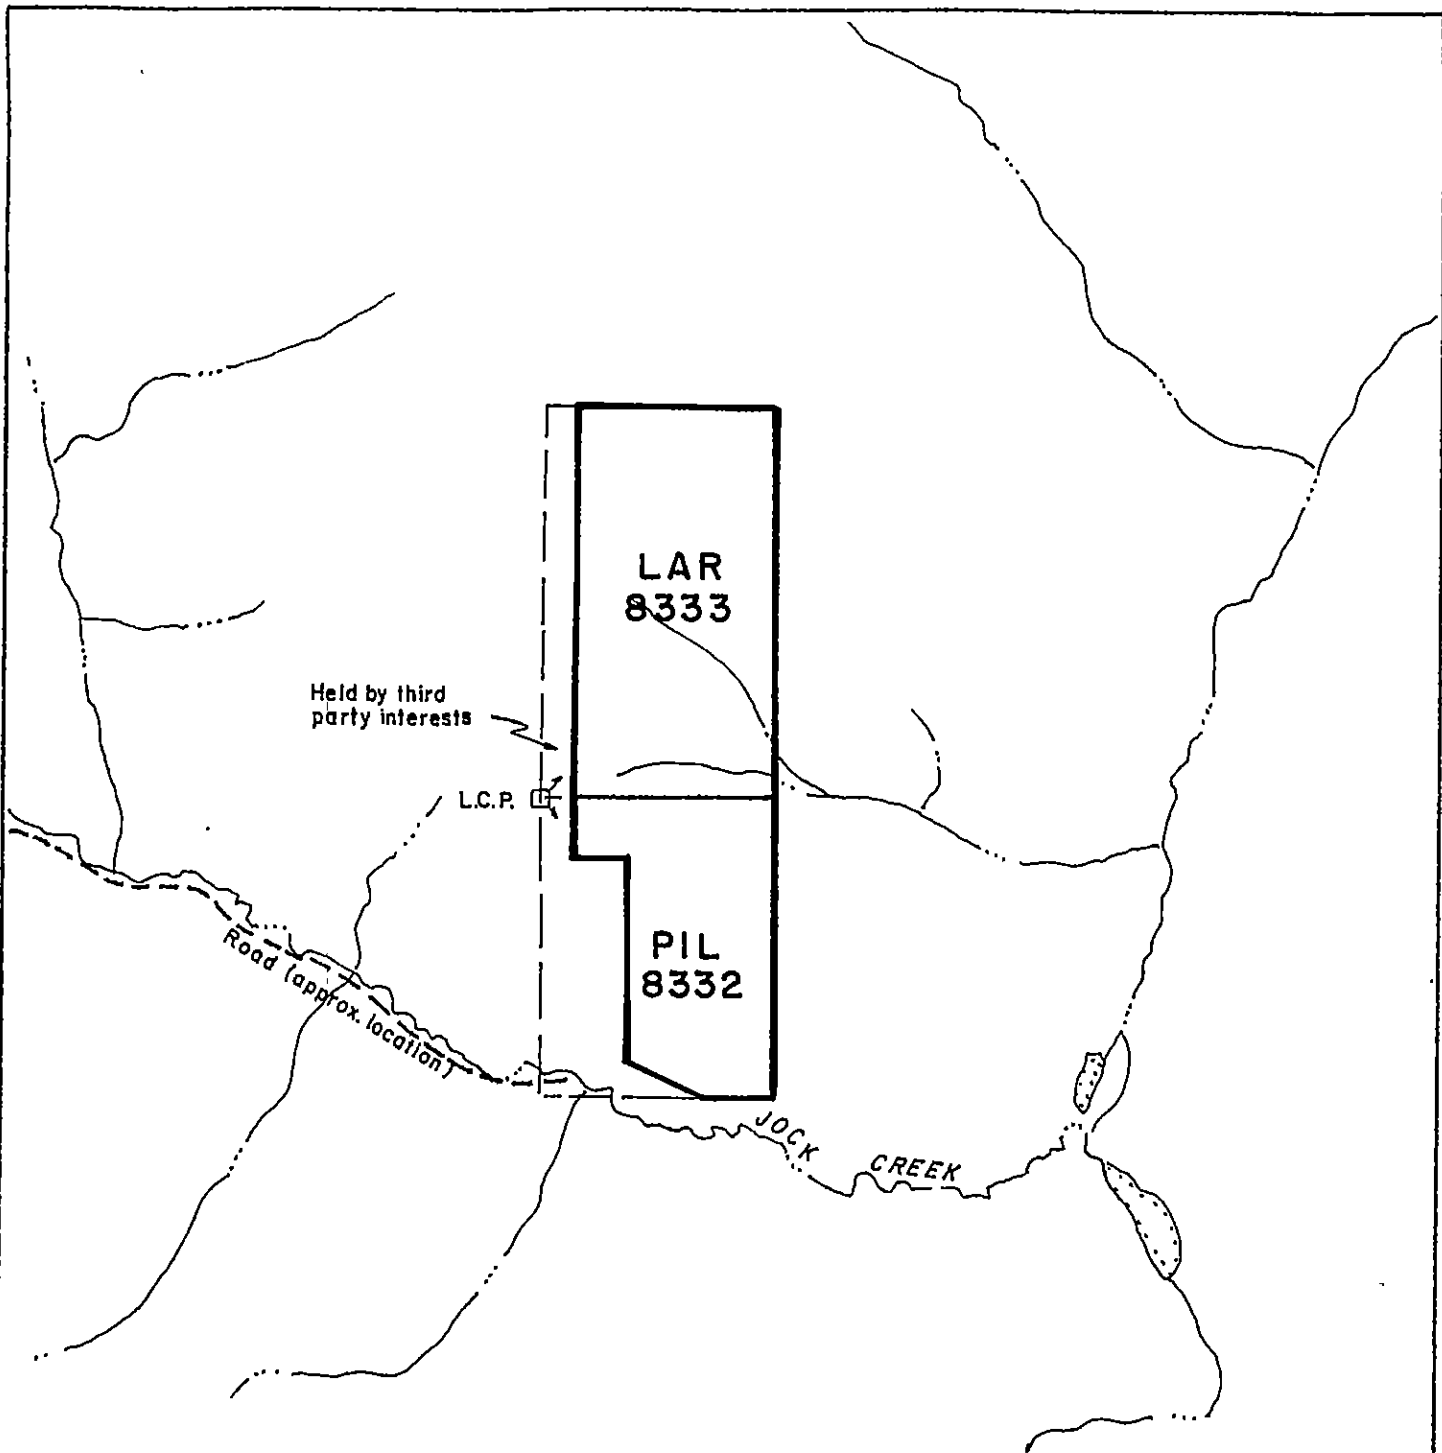 LAR
8333
Held by third
party interests
L.C.P.
PIL
8332
Road (approx. location)
JOCK CREEK